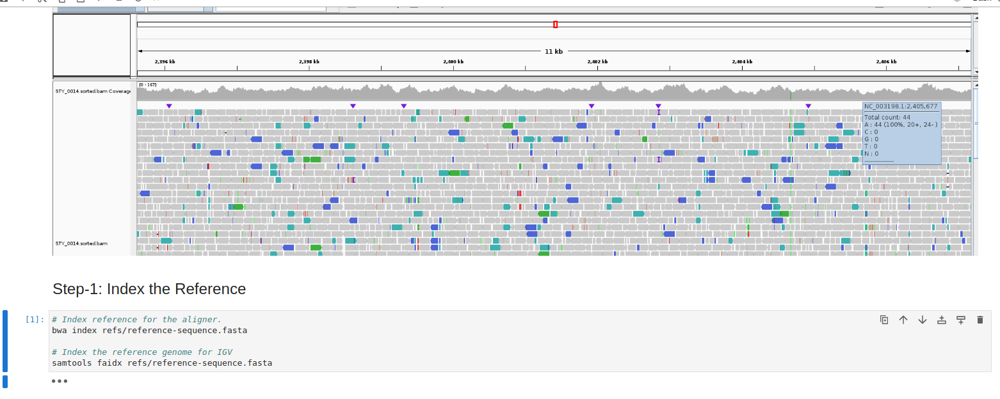 11 kb
2,396 kb 2,398 kb 2,400 kb 2,402 kb 2,404 kb 2,406 kb
[0 - 167]
STY_0014.sorted.bam Coverage
NC_003198.1:2,405,677
Total count: 44
A : 44 (100%, 20+, 24- )
C : 0
G : 0
T : 0
N : 0
---------------
STY_0014.sorted.bam
Step-1: Index the Reference
[1]:
# Index reference for the aligner.
bwa index refs/reference-sequence.fasta
# Index the reference genome for IGV
samtools faidx refs/reference-sequence.fasta